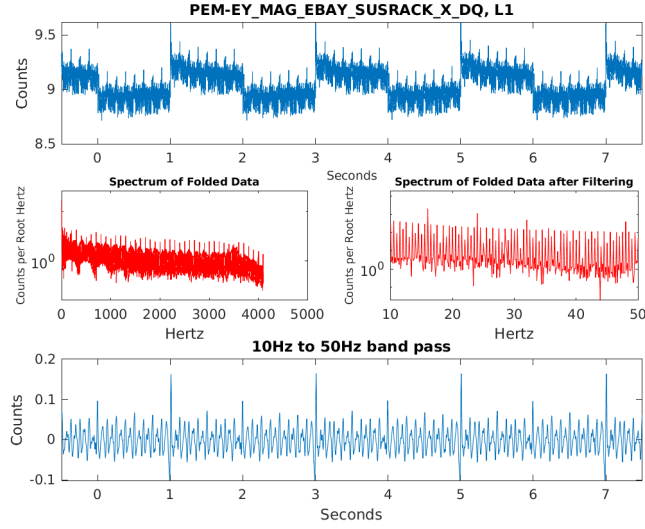 PEM-EY_MAG_EBAY_SUSRACK_X_DQ, L1
9.5
9
8.5
Counts
0 1 2 3 4 5 6 7
Seconds
Spectrum of Folded Data
Counts per Root Hertz
10^0
0 1000 2000 3000 4000 5000
Hertz
Spectrum of Folded Data after Filtering
Counts per Root Hertz
10^0
10 20 30 40 50
Hertz
10Hz to 50Hz band pass
0.2
0.1
0
-0.1
Counts
0 1 2 3 4 5 6 7
Seconds